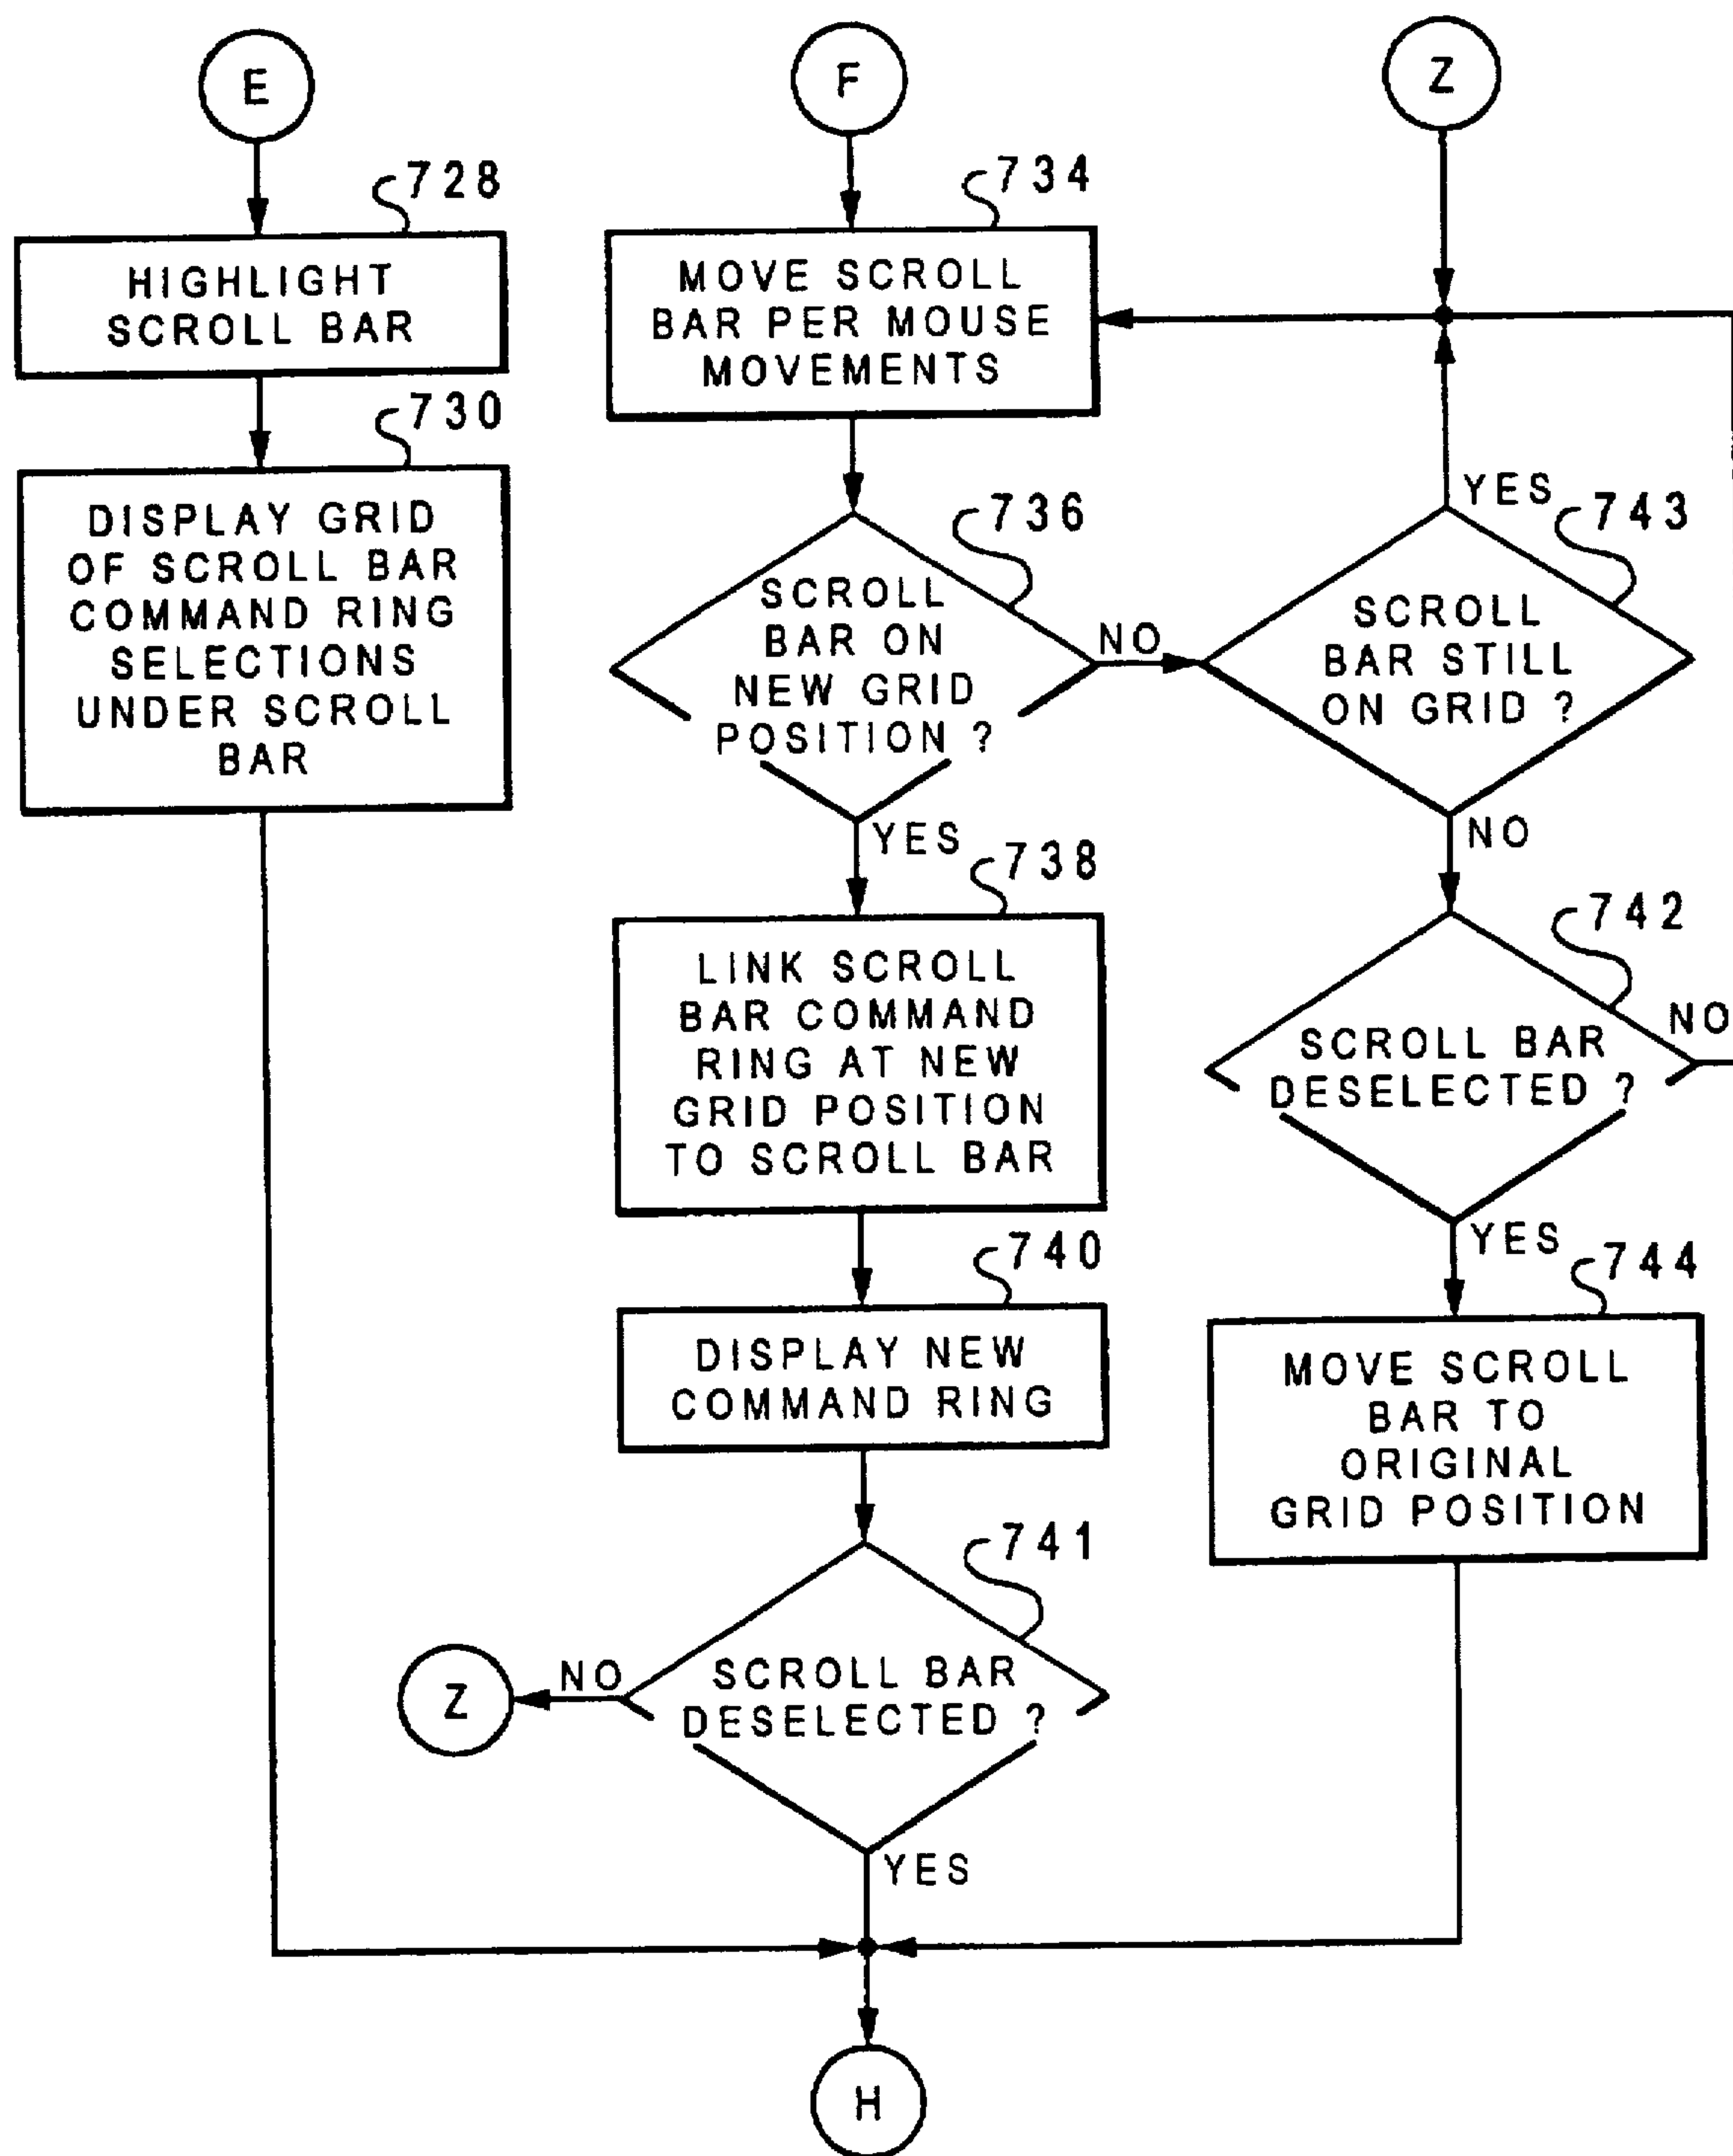 E
728
HIGHLIGHT
SCROLL BAR
730
DISPLAY GRID
OF SCROLL BAR
COMMAND RING
SELECTIONS
UNDER SCROLL
BAR
F
734
MOVE SCROLL
BAR PER MOUSE
MOVEMENTS
736
SCROLL
BAR ON
NEW GRID
POSITION ?
NO
YES
738
LINK SCROLL
BAR COMMAND
RING AT NEW
GRID POSITION
TO SCROLL BAR
740
DISPLAY NEW
COMMAND RING
741
SCROLL BAR
DESELECTED ?
NO
Z
YES
H
Z
YES
743
SCROLL
BAR STILL
ON GRID ?
NO
742
SCROLL BAR
DESELECTED ?
NO
YES
744
MOVE SCROLL
BAR TO
ORIGINAL
GRID POSITION